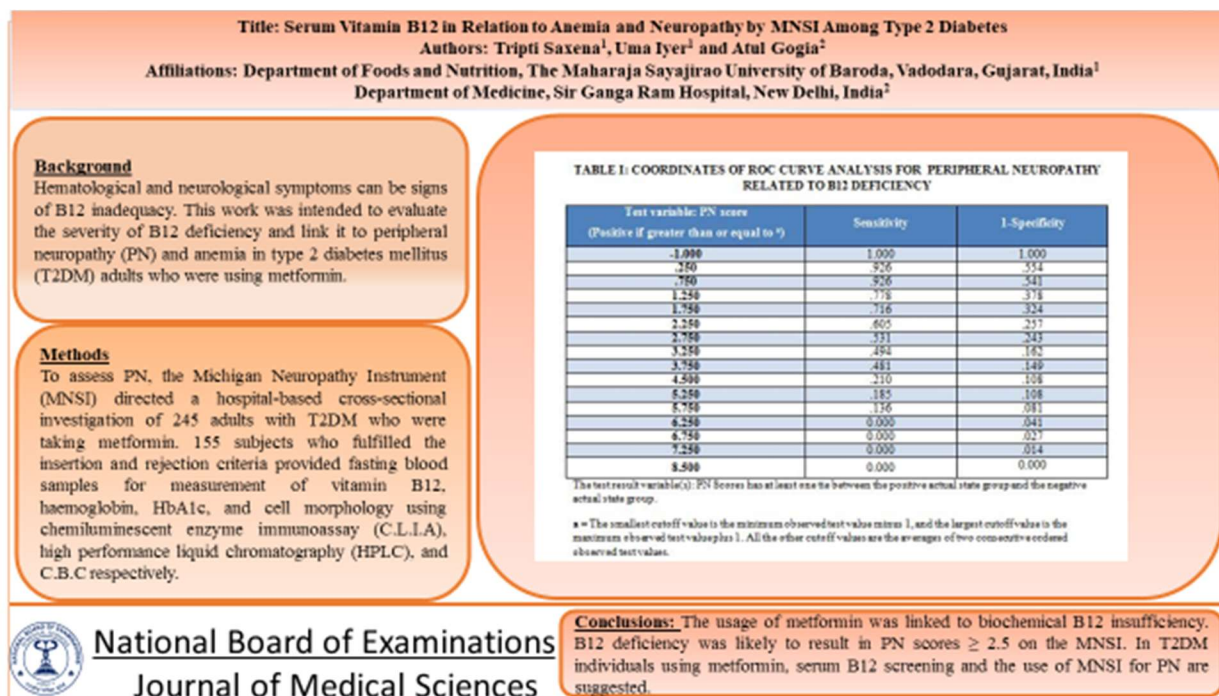 Title: Serum Vitamin B12 in Relation to Anemia and Neuropathy by MNSI Among Type 2 Diabetes
Authors: Tripti Saxena¹, Uma Iyer¹ and Atul Gogia²
Affiliations: Department of Foods and Nutrition, The Maharaja Sayajirao University of Baroda, Vadodara, Gujarat, India¹
Department of Medicine, Sir Ganga Ram Hospital, New Delhi, India²
Background
Hematological and neurological symptoms can be signs
of B12 inadequacy. This work was intended to evaluate
the severity of B12 deficiency and link it to peripheral
neuropathy (PN) and anemia in type 2 diabetes mellitus
(T2DM) adults who were using metformin.
Methods
To assess PN, the Michigan Neuropathy Instrument
(MNSI) directed a hospital-based cross-sectional
investigation of 245 adults with T2DM who were
taking metformin. 155 subjects who fulfilled the
insertion and rejection criteria provided fasting blood
samples for measurement of vitamin B12,
haemoglobin, HbA1c, and cell morphology using
chemiluminescent enzyme immunoassay (C.L.I.A),
high performance liquid chromatography (HPLC), and
C.B.C respectively.
TABLE I: COORDINATES OF ROC CURVE ANALYSIS FOR PERIPHERAL NEUROPATHY
RELATED TO B12 DEFICIENCY
Test variable: PN score
(Positive if greater than or equal to ª) Sensitivity 1-Specificity
-1.000 1.000 1.000
.250 .926 .554
.750 .926 .541
1.250 .778 .378
1.750 .716 .324
2.250 .605 .257
2.750 .531 .243
3.250 .494 .162
3.750 .481 .149
4.500 .210 .108
5.250 .185 .108
5.750 .136 .081
6.250 0.000 .041
6.750 0.000 .027
7.250 0.000 .014
8.500 0.000 0.000
The test result variable(s): PN Scores has at least one tie between the positive actual state group and the negative
actual state group.
a = The smallest cutoff value is the minimum observed test value minus 1, and the largest cutoff value is the
maximum observed test value plus 1. All the other cutoff values are the averages of two consecutive ordered
observed test values.
National Board of Examinations
Journal of Medical Sciences
Conclusions: The usage of metformin was linked to biochemical B12 insufficiency.
B12 deficiency was likely to result in PN scores ≥ 2.5 on the MNSI. In T2DM
individuals using metformin, serum B12 screening and the use of MNSI for PN are
suggested.